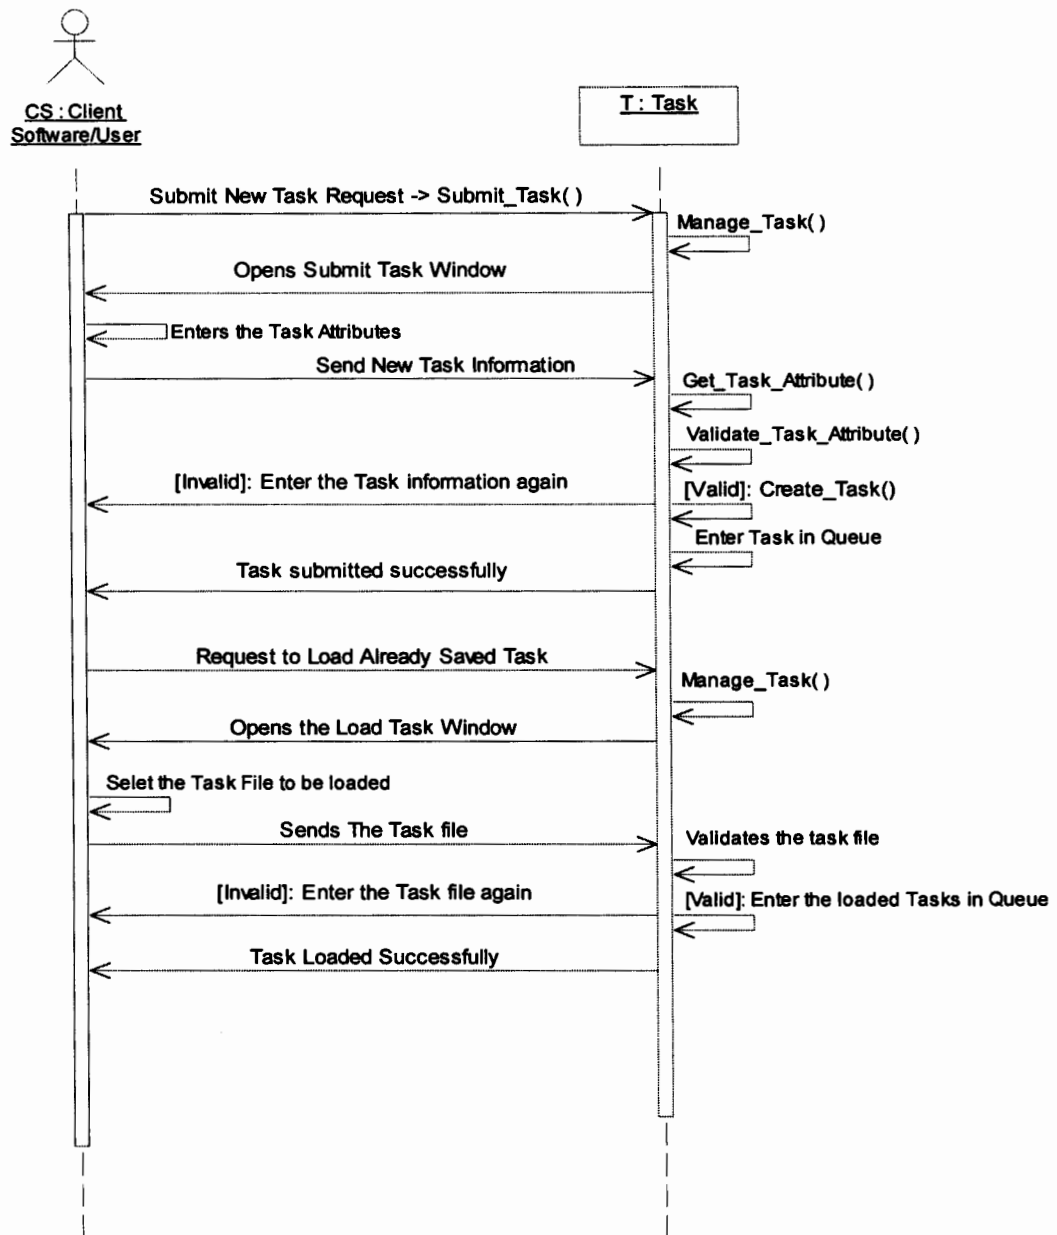 CS : Client
Software/User
T : Task
Submit New Task Request -> Submit_Task( )
Manage_Task( )
Opens Submit Task Window
Enters the Task Attributes
Send New Task Information
Get_Task_Attribute( )
Validate_Task_Attribute( )
[Invalid]: Enter the Task information again
[Valid]: Create_Task()
Enter Task in Queue
Task submitted successfully
Request to Load Already Saved Task
Manage_Task( )
Opens the Load Task Window
Selet the Task File to be loaded
Sends The Task file
Validates the task file
[Invalid]: Enter the Task file again
[Valid]: Enter the loaded Tasks in Queue
Task Loaded Successfully